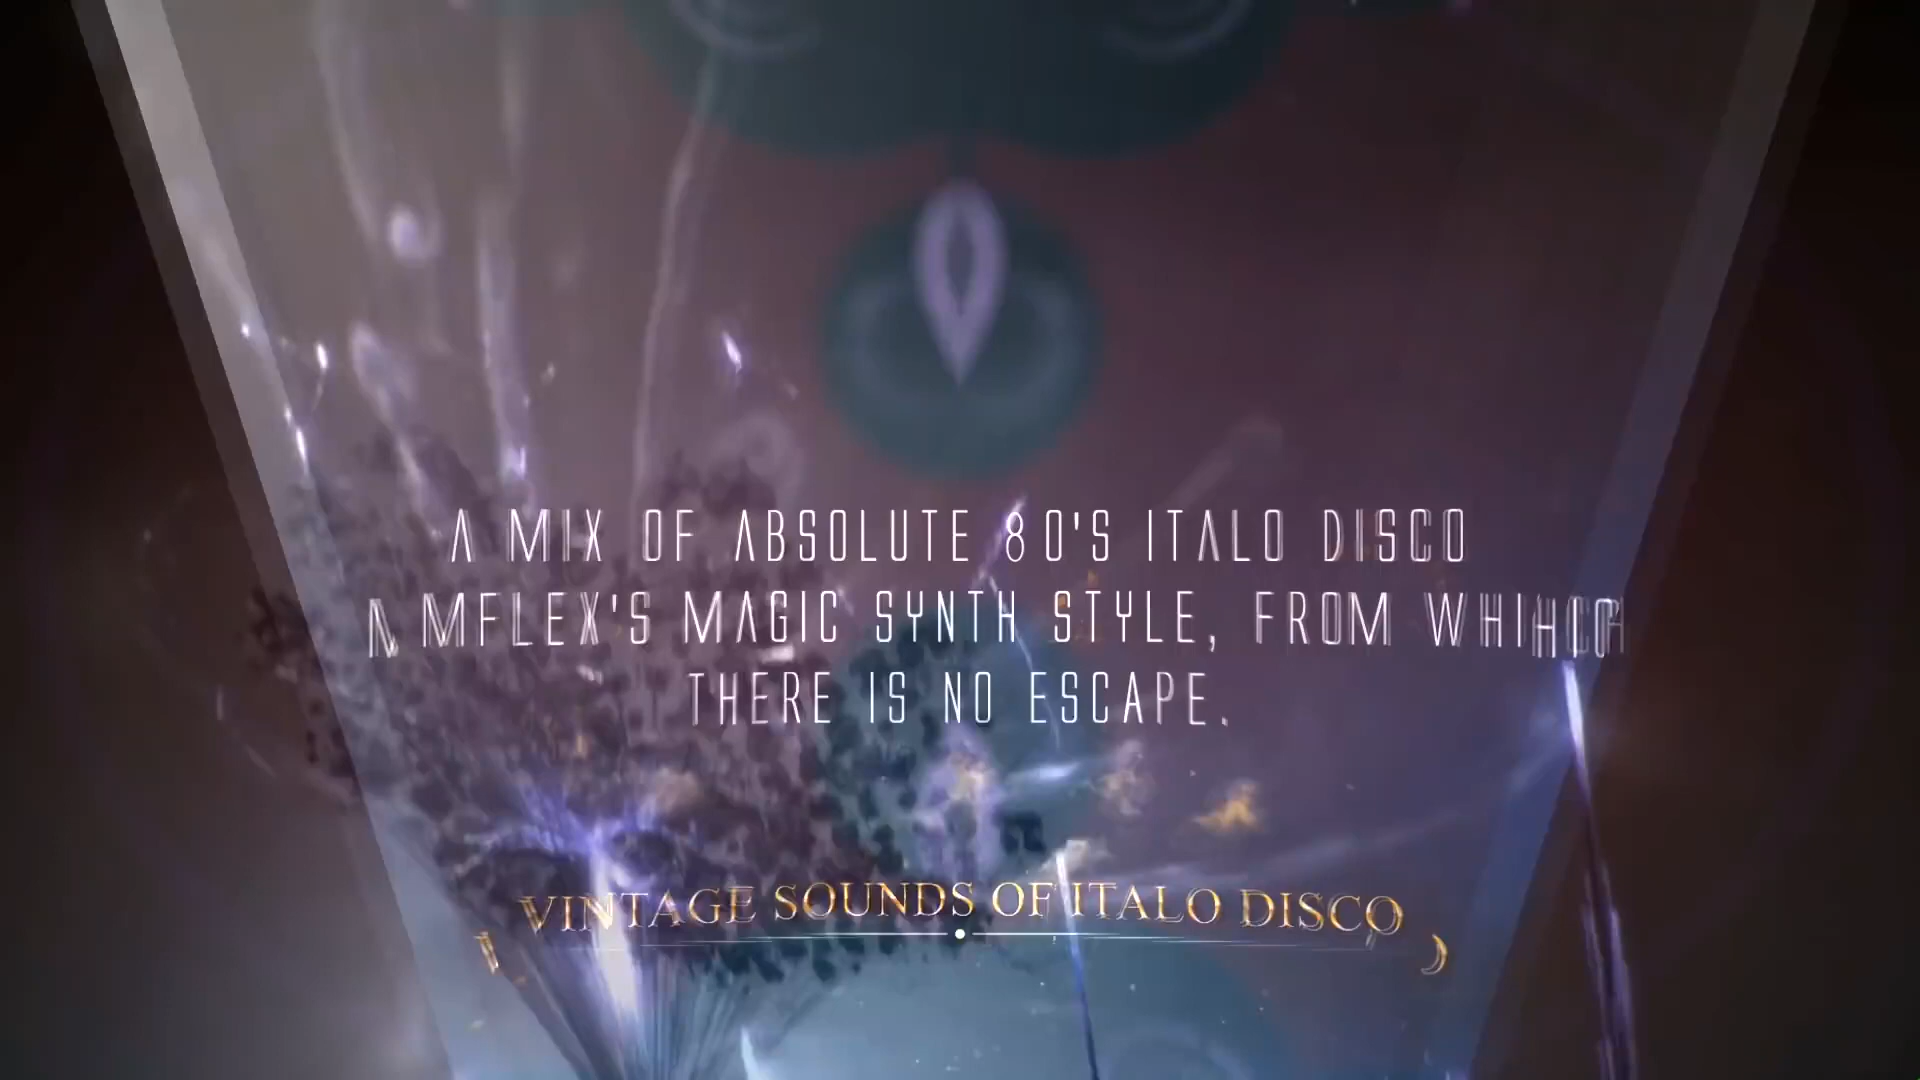 A MIX OF ABSOLUTE 80'S ITALO DISCO
MFLEX'S MAGIC SYNTH STYLE, FROM WHICH
THERE IS NO ESCAPE.
VINTAGE SOUNDS OF ITALO DISCO